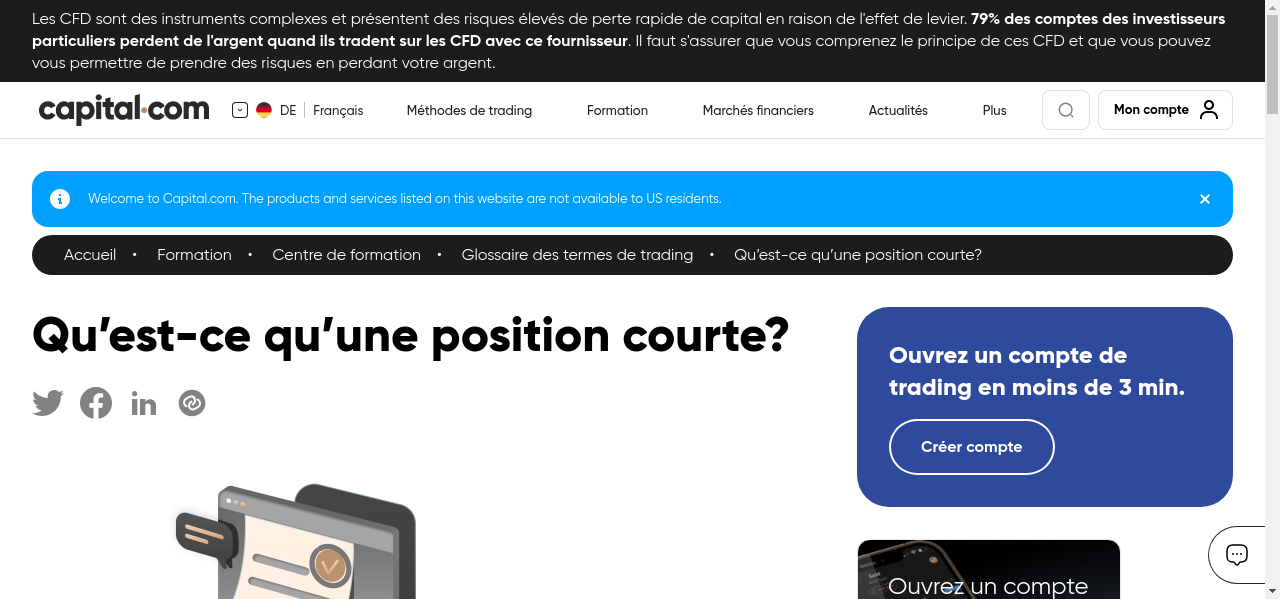 Les CFD sont des instruments complexes et présentent des risques élevés de perte rapide de capital en raison de l'effet de levier. 79% des comptes des investisseurs
particuliers perdent de l'argent quand ils tradent sur les CFD avec ce fournisseur. Il faut s'assurer que vous comprenez le principe de ces CFD et que vous pouvez
vous permettre de prendre des risques en perdant votre argent.
capital.com DE Français Méthodes de trading Formation Marchés financiers Actualités Plus Mon compte
Welcome to Capital.com. The products and services listed on this website are not available to US residents.
Accueil • Formation • Centre de formation • Glossaire des termes de trading • Qu’est-ce qu’une position courte?
Qu’est-ce qu’une position courte?
Ouvrez un compte de
trading en moins de 3 min.
Créer compte
Ouvrez un compte